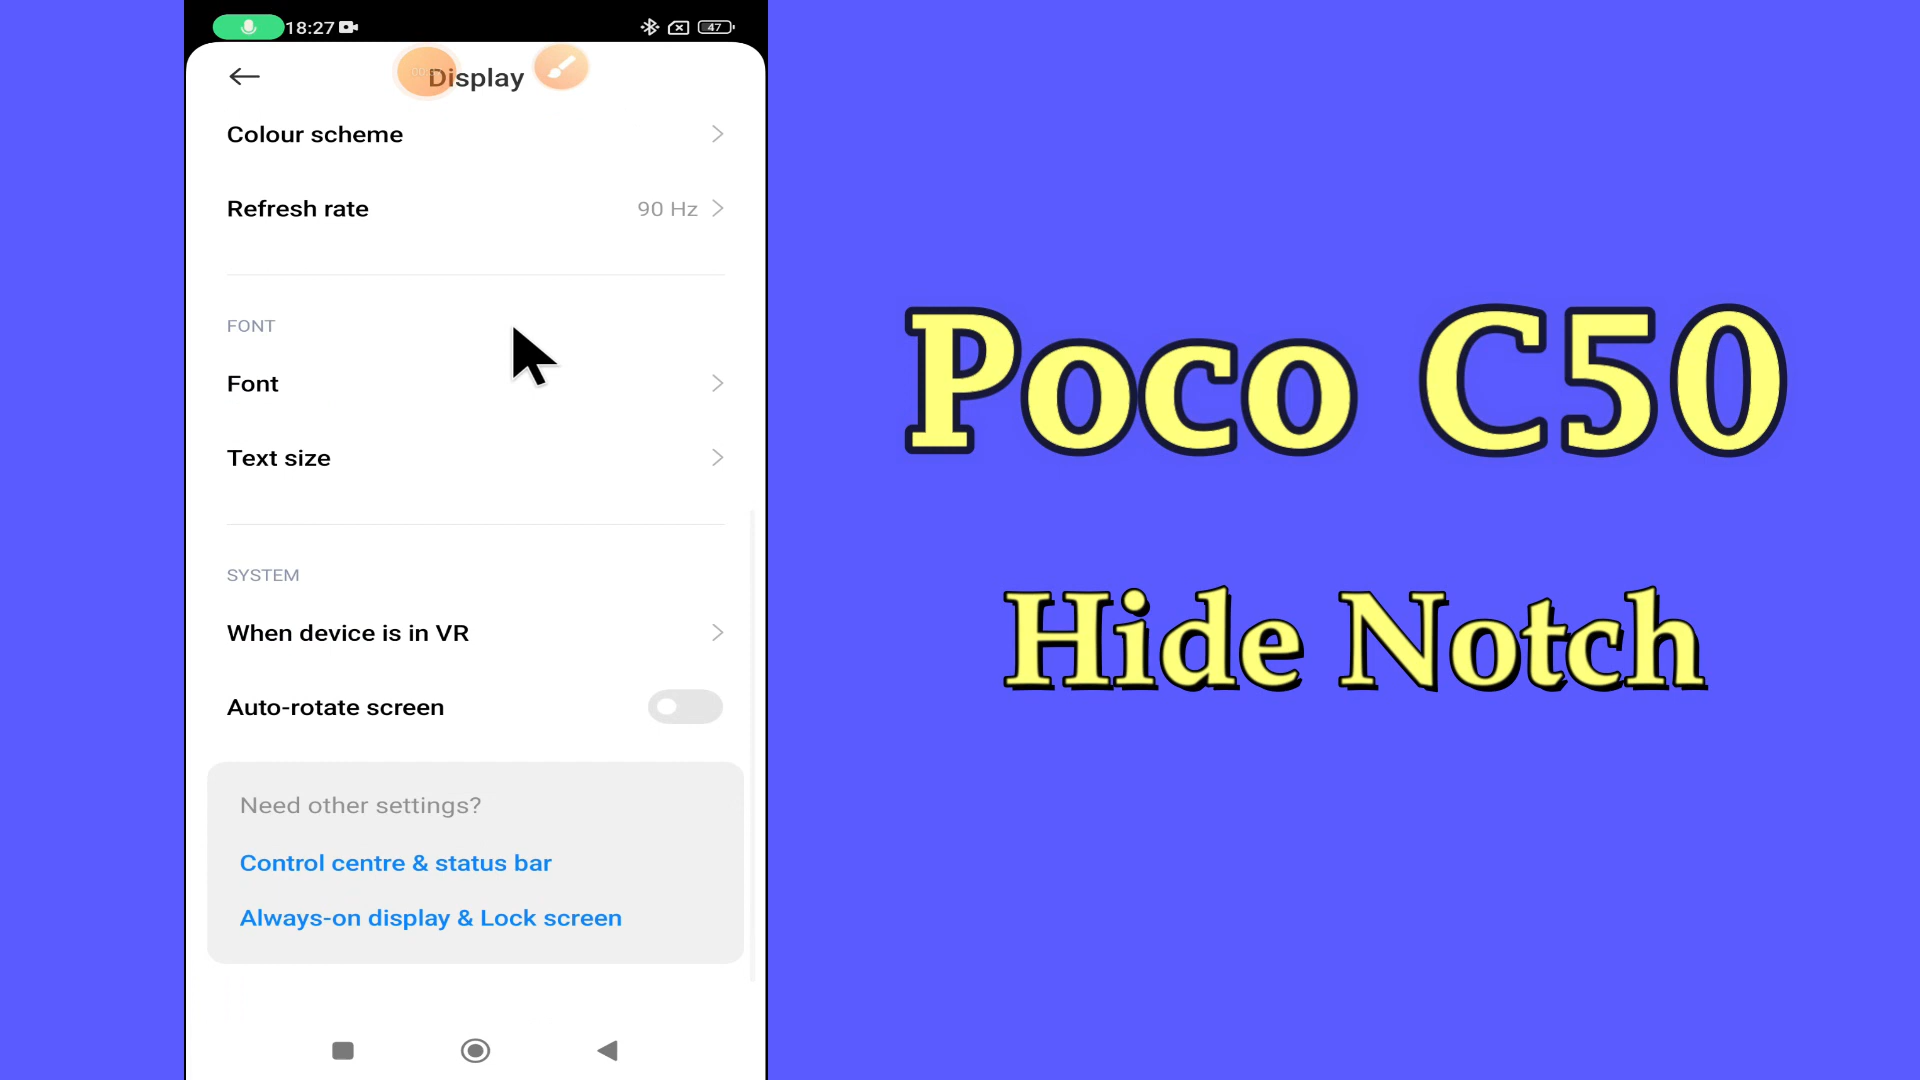 18:27
47
Display
Colour scheme
Refresh rate
90 Hz
FONT
Font
Text size
SYSTEM
When device is in VR
Auto-rotate screen
Need other settings?
Control centre & status bar
Always-on display & Lock screen
Poco C50
Hide Notch